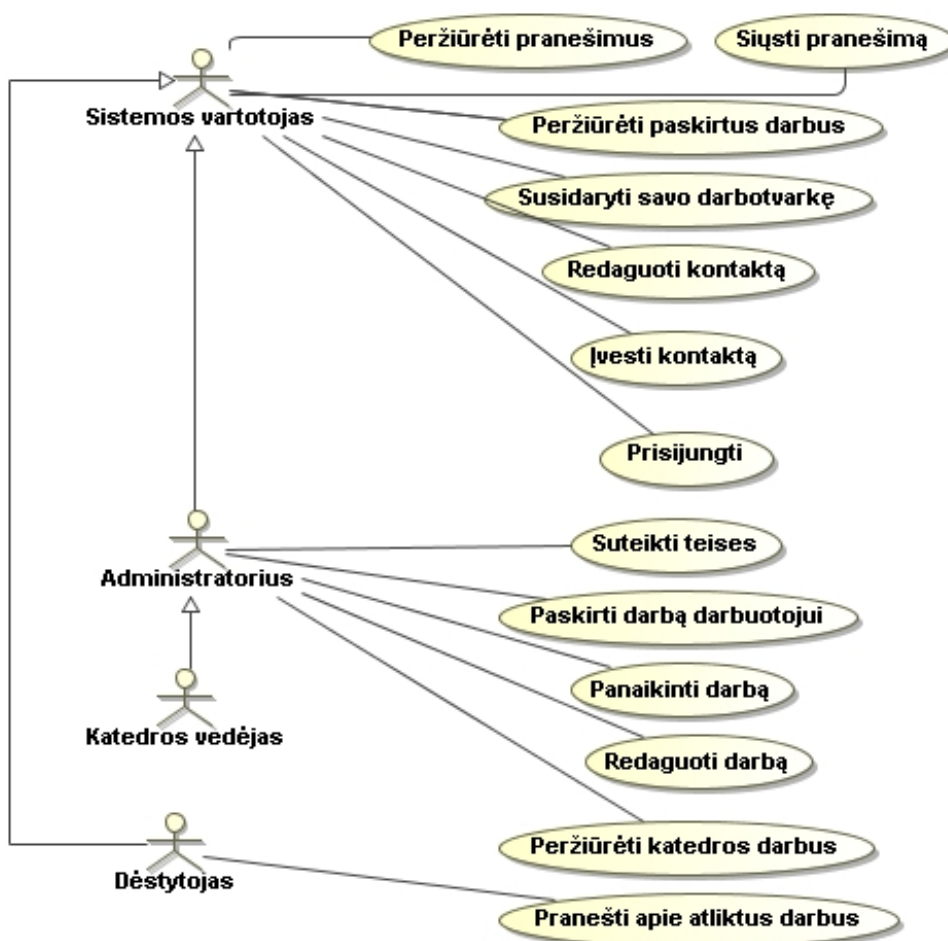 Peržiūrėti pranešimus
Siųsti pranešimą
Sistemos vartotojas
Peržiūrėti paskirtus darbus
Susidaryti savo darbotvarkę
Redaguoti kontaktą
Įvesti kontaktą
Prisijungti
Suteikti teises
Administratorius
Paskirti darbą darbuotojui
Panaikinti darbą
Katedros vedėjas
Redaguoti darbą
Peržiūrėti katedros darbus
Dėstytojas
Pranešti apie atliktus darbus